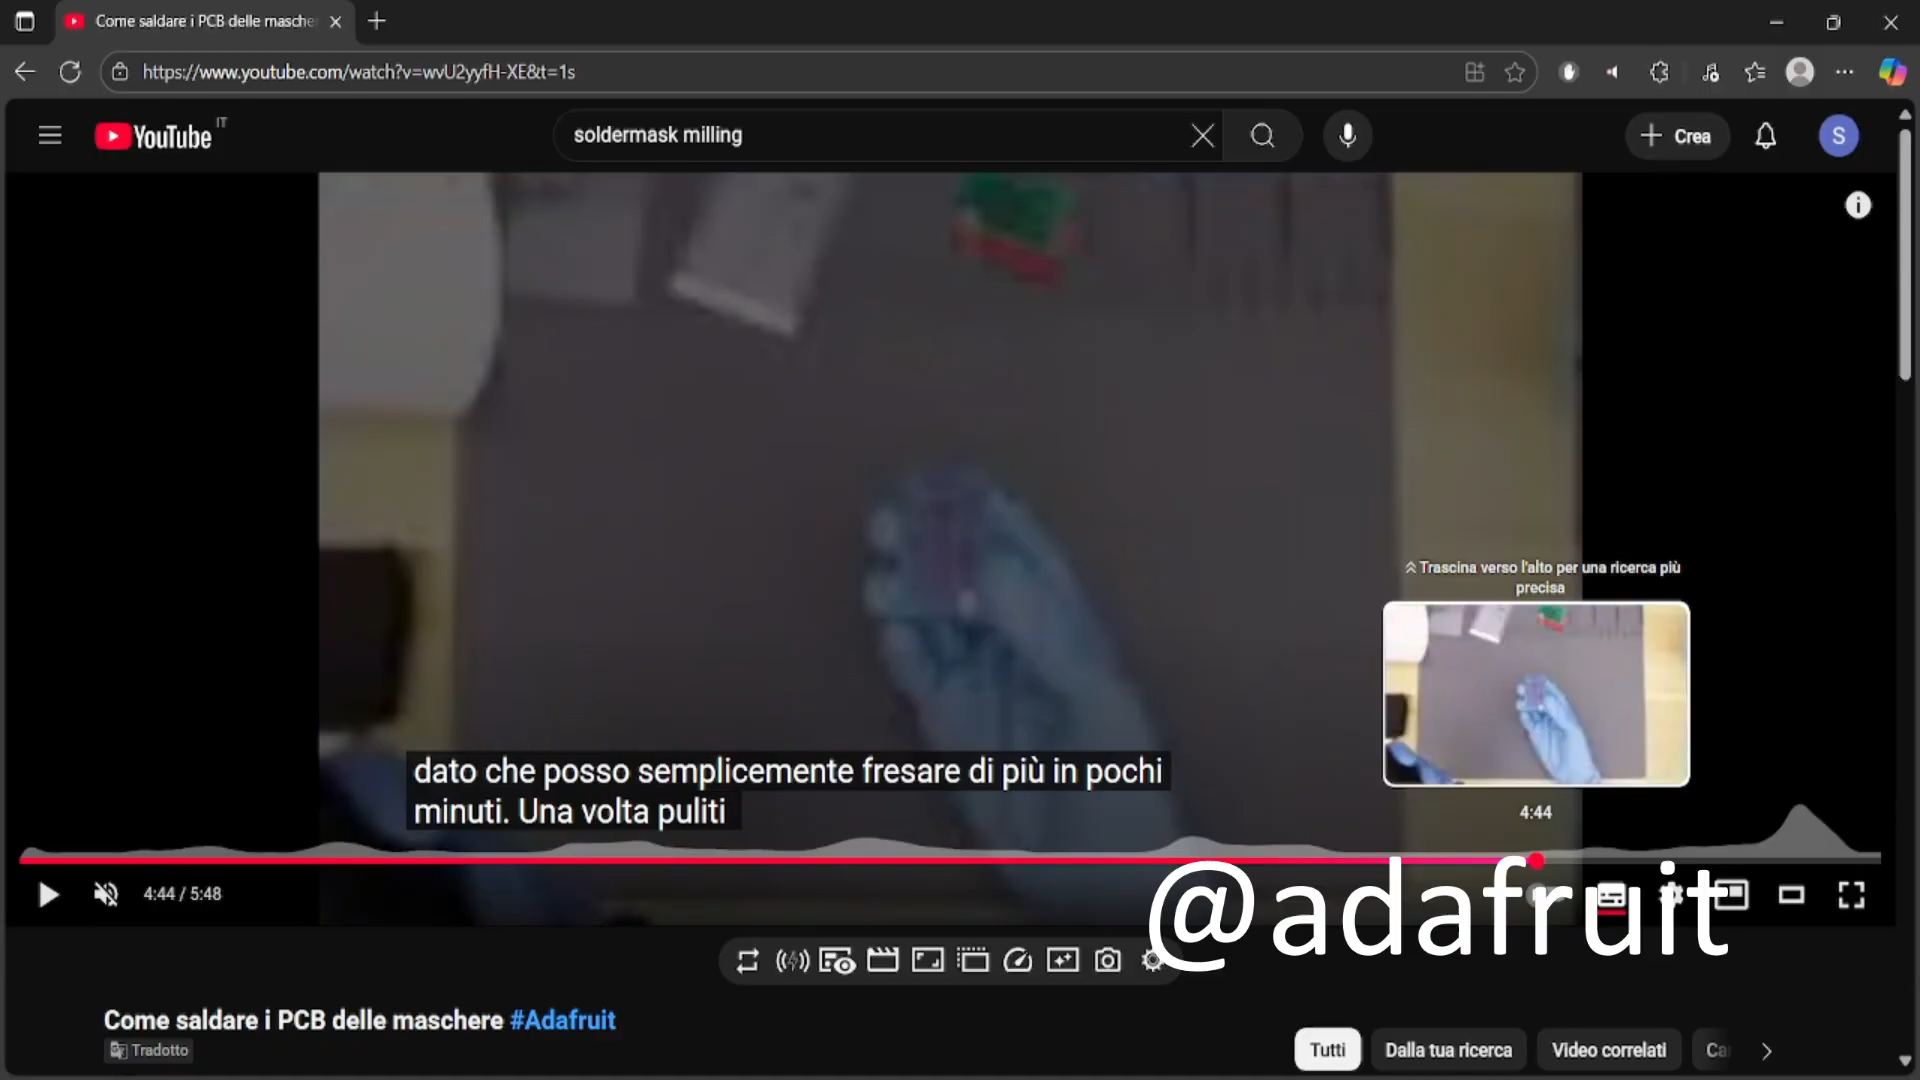 Come saldare i PCB delle masche
https://www.youtube.com/watch?v=wvU2yyfH-XE&t=1s
YouTube IT
soldermask milling
Crea
S
Trascina verso l'alto per una ricerca più
precisa
dato che posso semplicemente fresare di più in pochi
minuti. Una volta puliti
4:44
4:44 / 5:48
@adafruit
Come saldare i PCB delle maschere #Adafruit
Tradotto
Tutti
Dalla tua ricerca
Video correlati
Ca